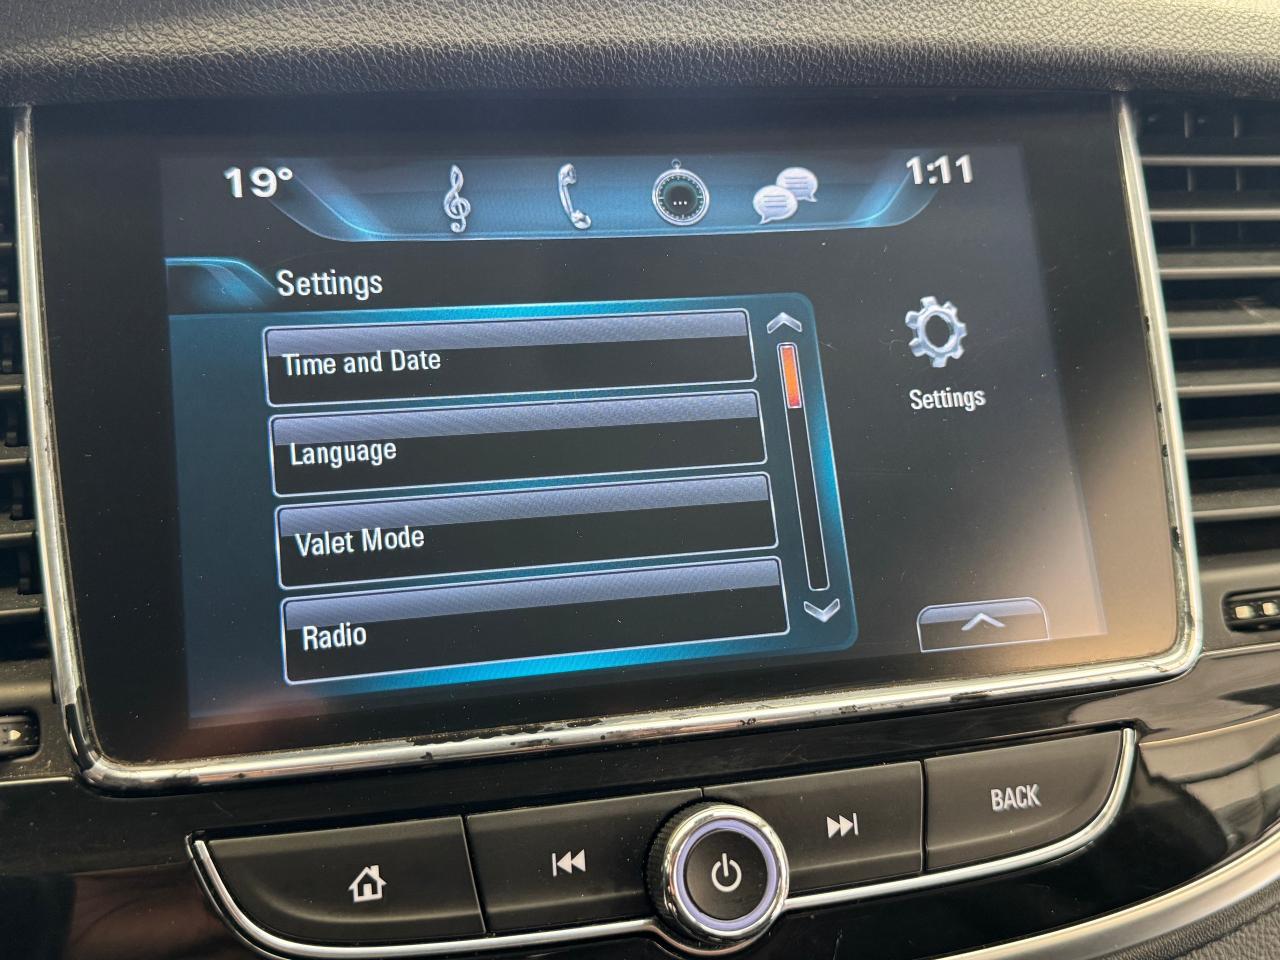 19°
1:11
Settings
Time and Date
Language
Valet Mode
Radio
Settings
BACK